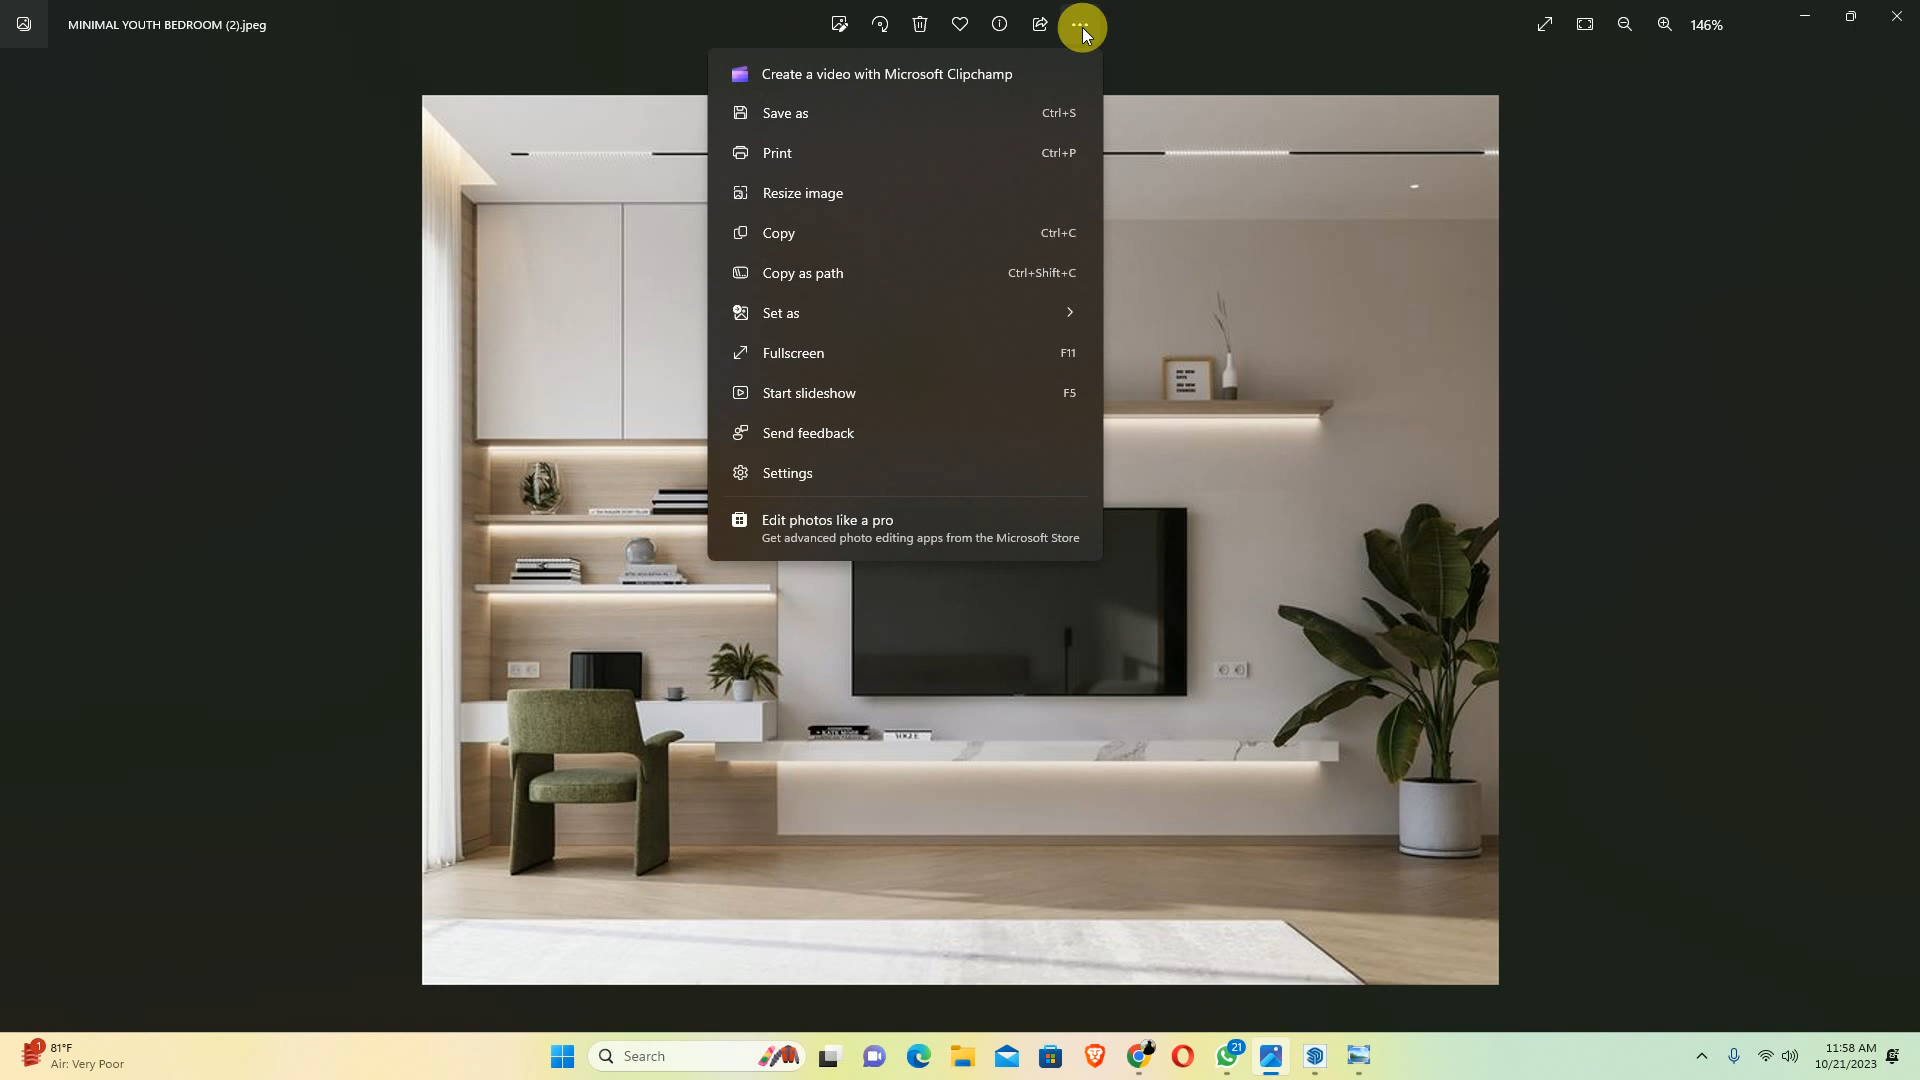 MINIMAL YOUTH BEDROOM (2).jpeg
146%
Create a video with Microsoft Clipchamp
Save as Ctrl+S
Print Ctrl+P
Resize image
Copy Ctrl+C
Copy as path Ctrl+Shift+C
Set as
Fullscreen F11
Start slideshow F5
Send feedback
Settings
Edit photos like a pro
Get advanced photo editing apps from the Microsoft Store
VOGUE
1
81°F
Air: Very Poor
Search
21
11:58 AM
10/21/2023